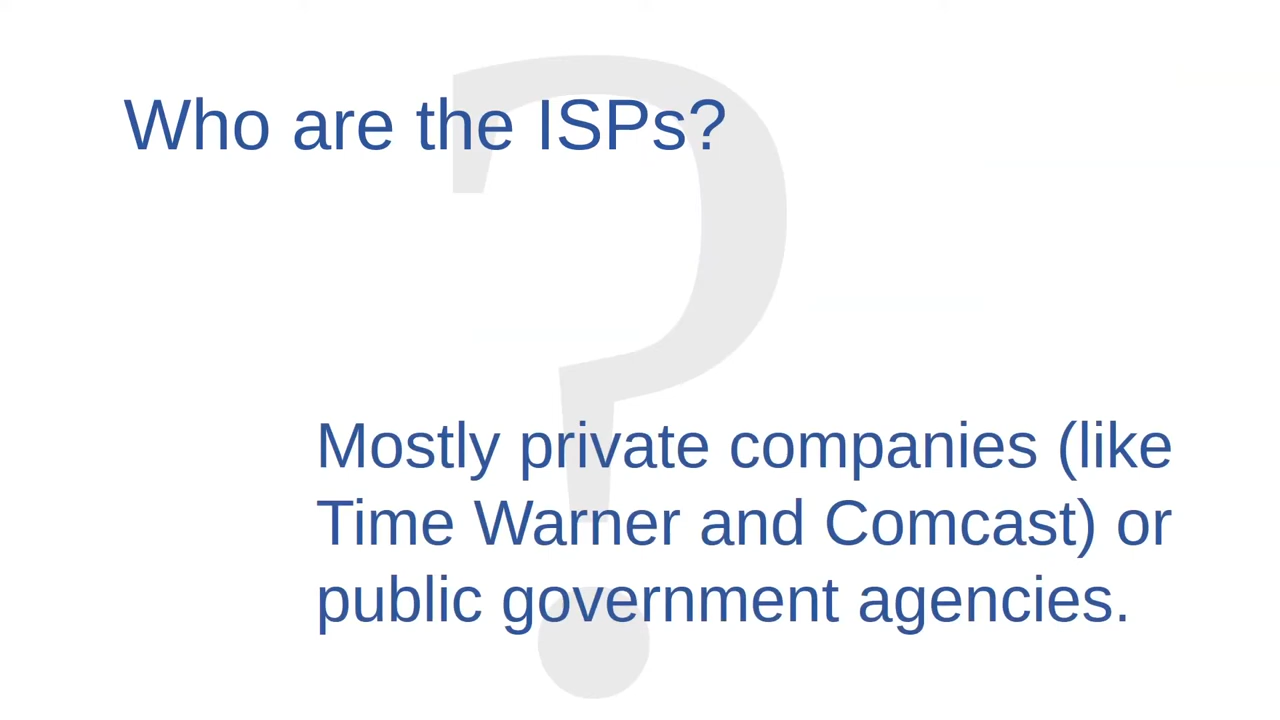 Who are the ISPs?
Mostly private companies (like
Time Warner and Comcast) or
public government agencies.